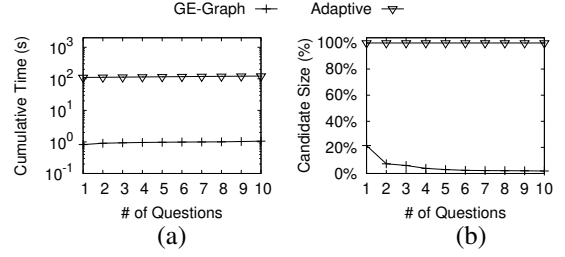 GE-Graph Adaptive
Cumulative Time (s)
10^3
10^2
10^1
10^0
10^-1
1 2 3 4 5 6 7 8 9 10
# of Questions
(a)
Candidate Size (%)
100%
80%
60%
40%
20%
0%
1 2 3 4 5 6 7 8 9 10
# of Questions
(b)